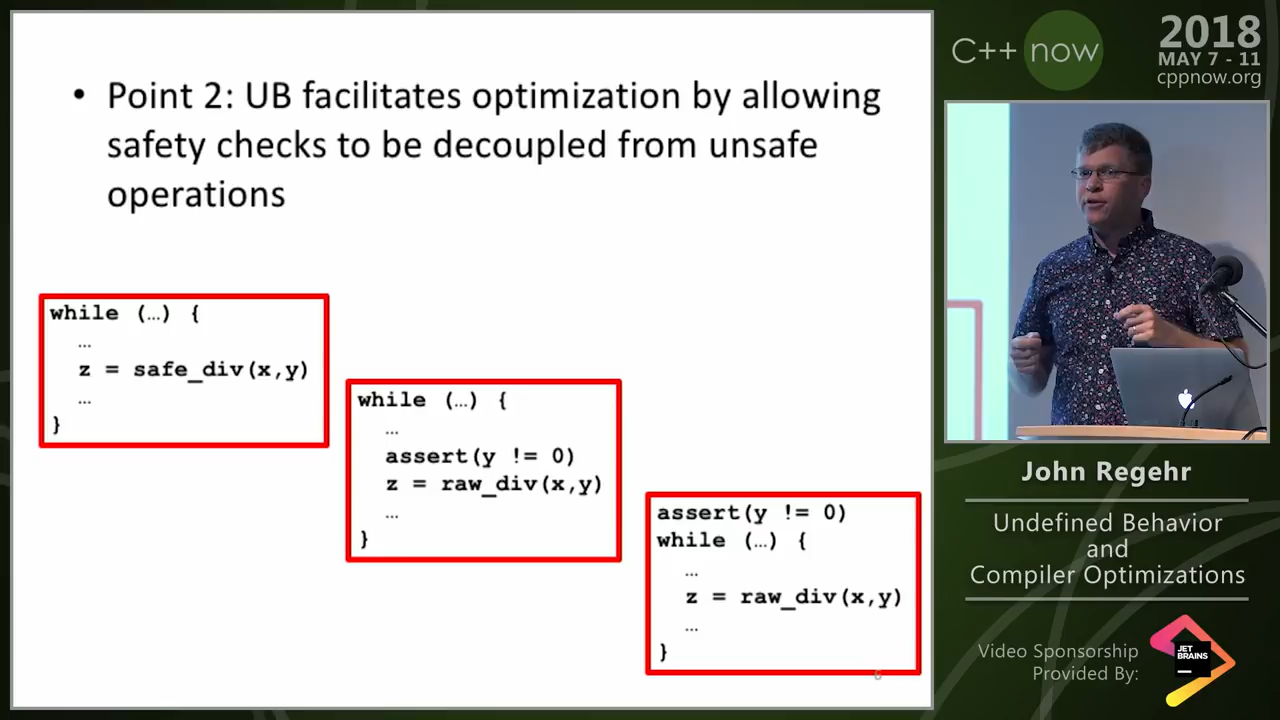 • Point 2: UB facilitates optimization by allowing
safety checks to be decoupled from unsafe
operations
while (…) {
…
z = safe_div(x,y)
…
}
while (…) {
…
assert(y != 0)
z = raw_div(x,y)
…
}
assert(y != 0)
while (…) {
…
z = raw_div(x,y)
…
}
6
C++ now
2018
MAY 7 - 11
cppnow.org
John Regehr
Undefined Behavior
and
Compiler Optimizations
Video Sponsorship
Provided By:
JET
BRAINS